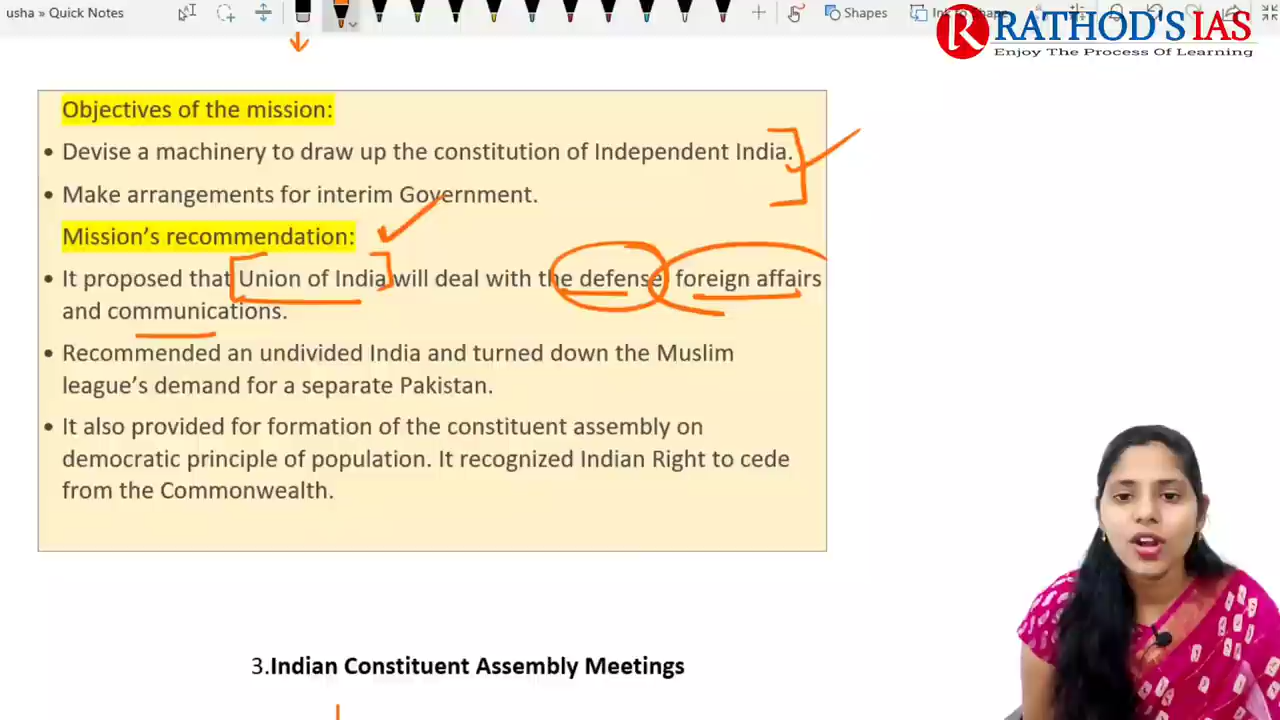 usha » Quick Notes
Shapes
RATHOD'S IAS
Enjoy The Process Of Learning
Objectives of the mission:
• Devise a machinery to draw up the constitution of Independent India.
• Make arrangements for interim Government.
Mission's recommendation:
• It proposed that Union of India will deal with the defense, foreign affairs
and communications.
• Recommended an undivided India and turned down the Muslim
league's demand for a separate Pakistan.
• It also provided for formation of the constituent assembly on
democratic principle of population. It recognized Indian Right to cede
from the Commonwealth.
3.Indian Constituent Assembly Meetings